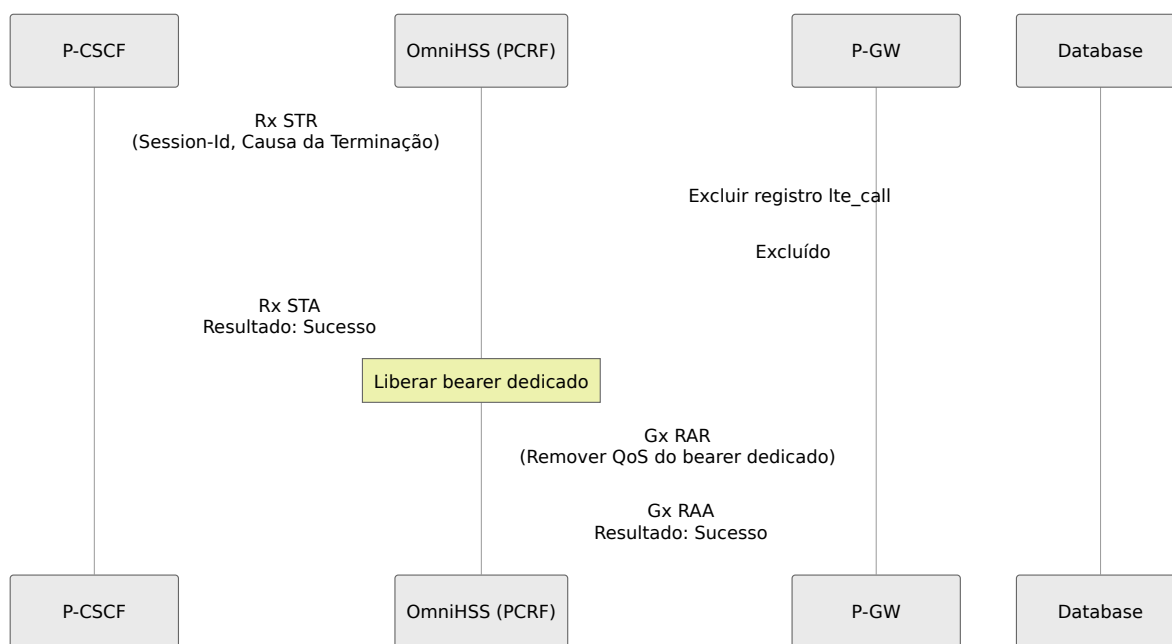 P-CSCF
OmniHSS (PCRF)
P-GW
Database
Rx STR
(Session-Id, Causa da Terminação)
Excluir registro lte_call
Excluído
Rx STA
Resultado: Sucesso
Liberar bearer dedicado
Gx RAR
(Remover QoS do bearer dedicado)
Gx RAA
Resultado: Sucesso
P-CSCF
OmniHSS (PCRF)
P-GW
Database